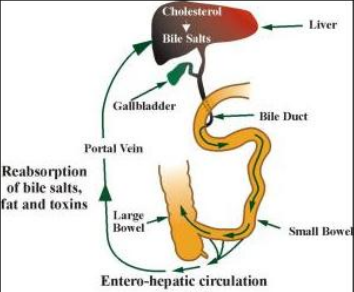 Cholesterol
Bile Salts
Liver
Gallbladder
Bile Duct
Portal Vein
Reabsorption
of bile salts,
fat and toxins
Large
Bowel
Small Bowel
Entero-hepatic circulation